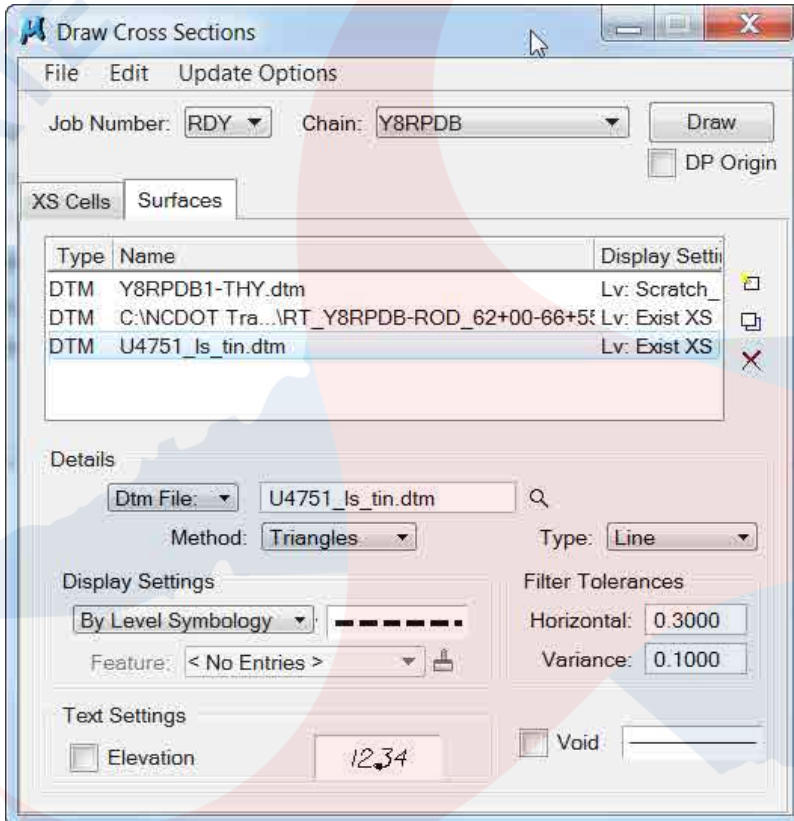 Draw Cross Sections
File Edit Update Options
Job Number: RDY Chain: Y8RPDB Draw
DP Origin
XS Cells Surfaces
Type Name Display Settin
DTM Y8RPDB1-THY.dtm Lv: Scratch_
DTM C:\NCDOT Tra...\RT_Y8RPDB-ROD_62+00-66+55 Lv: Exist XS
DTM U4751_ls_tin.dtm Lv: Exist XS
Details
Dtm File: U4751_ls_tin.dtm
Method: Triangles Type: Line
Display Settings Filter Tolerances
By Level Symbology Horizontal: 0.3000
Feature: < No Entries > Variance: 0.1000
Text Settings
Elevation 12.34 Void